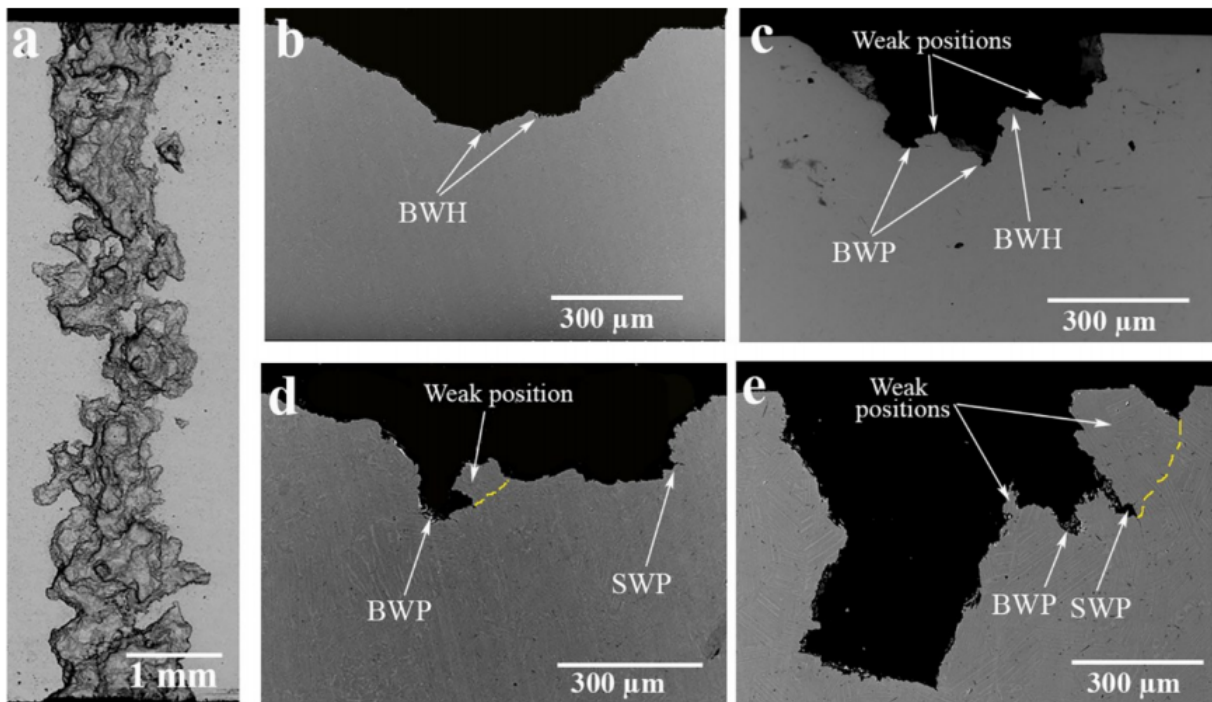 a
1 mm
b
BWH
300 µm
c
Weak positions
BWP
BWH
300 µm
d
Weak position
BWP
SWP
300 µm
e
Weak
positions
BWP
SWP
300 µm